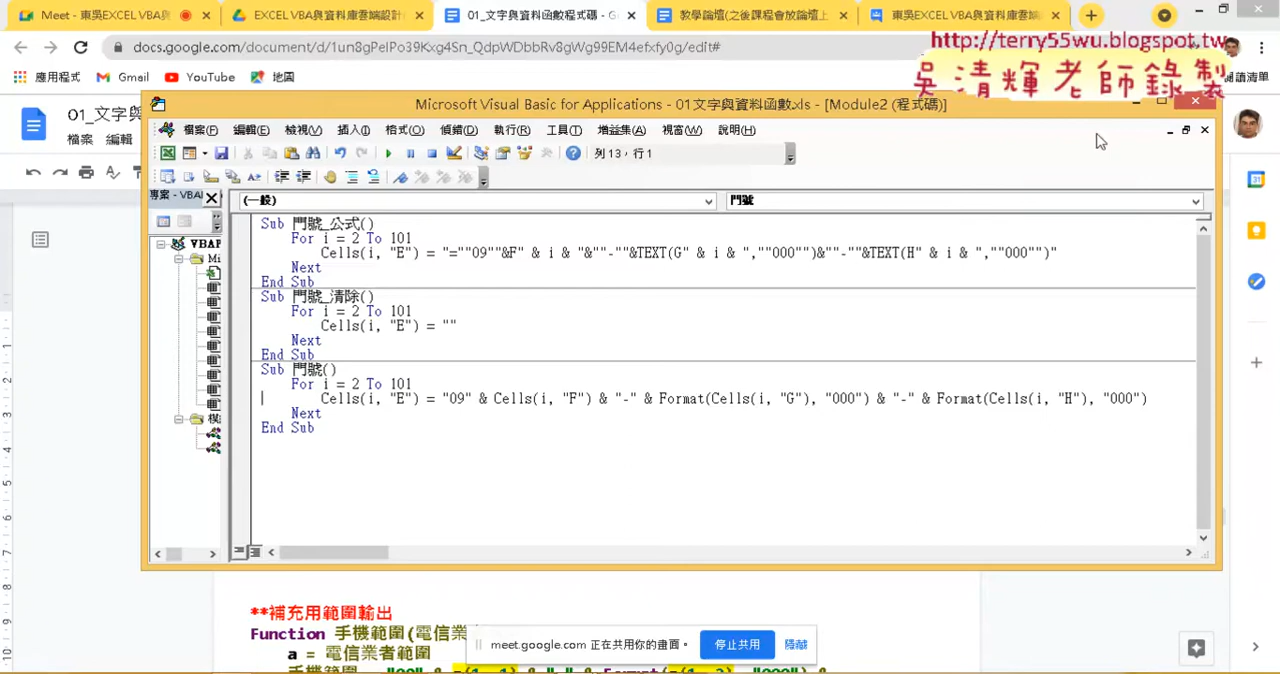 Meet - 東吳EXCEL VBA與資
EXCEL VBA與資料庫雲端設計
01_文字與資料函數程式碼 - G
教學論壇(之後課程會放論壇上
東吳EXCEL VBA與資料庫雲端
docs.google.com/document/d/1un8gPeIPo39Kxg4Sn_QdpWDbbRv8gWg99EM4efxfy0g/edit#
http://terry55wu.blogspot.tw
吳清輝老師錄製
應用程式 Gmail YouTube 地圖
閱讀清單
01_文
檔案 編輯
Microsoft Visual Basic for Applications - 01文字與資料函數.xls - [Module2 (程式碼)]
檔案(F) 編輯(E) 檢視(V) 插入(I) 格式(O) 偵錯(D) 執行(R) 工具(T) 增益集(A) 視窗(W) 說明(H)
列 13，行 1
專案 - VBA
(一般) 門號
VBAP
Mi
模
Sub 門號_公式()
For i = 2 To 101
Cells(i, "E") = "=""09""&F" & i & "&""-""&TEXT(G" & i & ",""000"")&""-""&TEXT(H" & i & ",""000"")"
Next
End Sub
Sub 門號_清除()
For i = 2 To 101
Cells(i, "E") = ""
Next
End Sub
Sub 門號()
For i = 2 To 101
Cells(i, "E") = "09" & Cells(i, "F") & "-" & Format(Cells(i, "G"), "000") & "-" & Format(Cells(i, "H"), "000")
Next
End Sub
**補充用範圍輸出
Function 手機範圍(電信業
a = 電信業者範圍
meet.google.com 正在共用你的畫面。 停止共用 隱藏